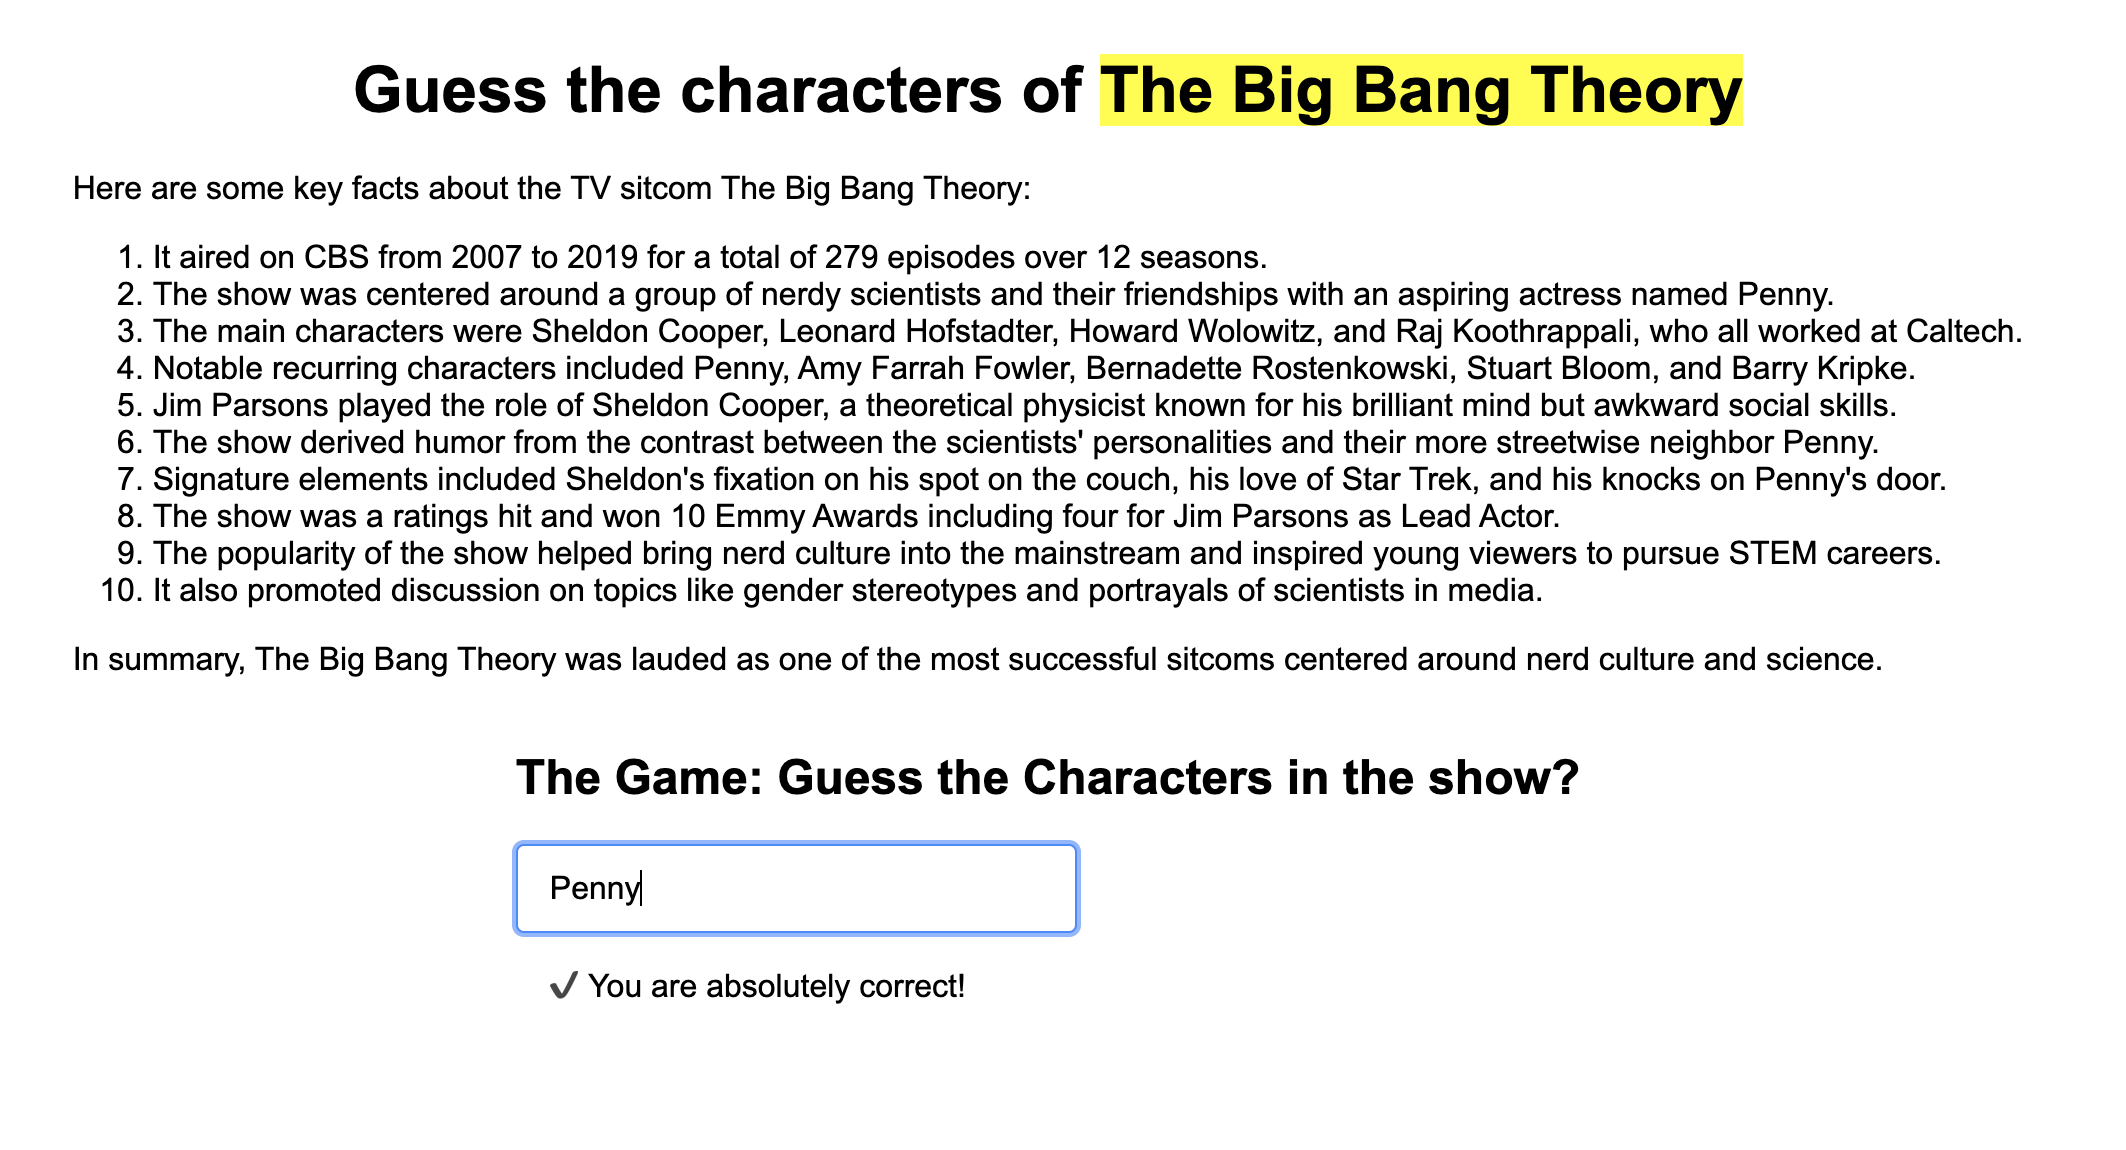 Guess the characters of The Big Bang Theory
Here are some key facts about the TV sitcom The Big Bang Theory:
1. It aired on CBS from 2007 to 2019 for a total of 279 episodes over 12 seasons.
2. The show was centered around a group of nerdy scientists and their friendships with an aspiring actress named Penny.
3. The main characters were Sheldon Cooper, Leonard Hofstadter, Howard Wolowitz, and Raj Koothrappali, who all worked at Caltech.
4. Notable recurring characters included Penny, Amy Farrah Fowler, Bernadette Rostenkowski, Stuart Bloom, and Barry Kripke.
5. Jim Parsons played the role of Sheldon Cooper, a theoretical physicist known for his brilliant mind but awkward social skills.
6. The show derived humor from the contrast between the scientists' personalities and their more streetwise neighbor Penny.
7. Signature elements included Sheldon's fixation on his spot on the couch, his love of Star Trek, and his knocks on Penny's door.
8. The show was a ratings hit and won 10 Emmy Awards including four for Jim Parsons as Lead Actor.
9. The popularity of the show helped bring nerd culture into the mainstream and inspired young viewers to pursue STEM careers.
10. It also promoted discussion on topics like gender stereotypes and portrayals of scientists in media.
In summary, The Big Bang Theory was lauded as one of the most successful sitcoms centered around nerd culture and science.
The Game: Guess the Characters in the show?
Penny
✔ You are absolutely correct!